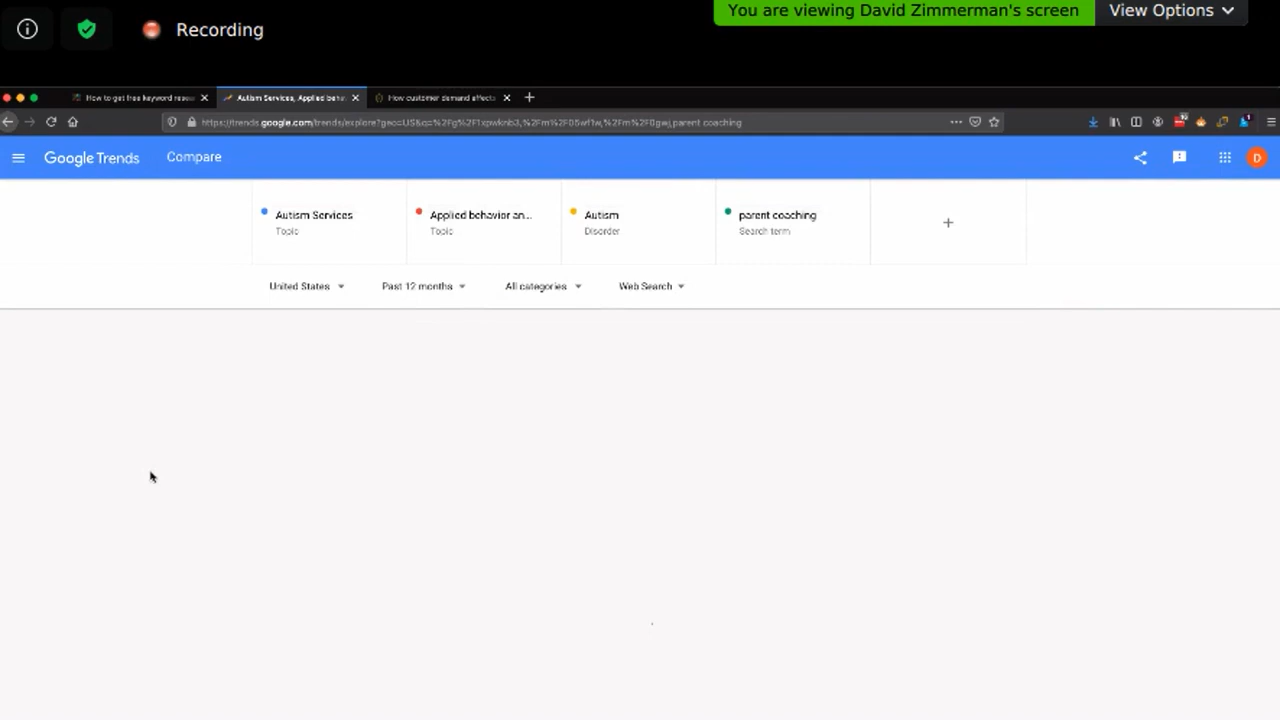 Recording
You are viewing David Zimmerman's screen
View Options
How to get free keyword resea
Autism Services, Applied beha
How customer demand affects
Google Trends
Compare
D
Autism Services
Topic
Applied behavior an...
Topic
Autism
Disorder
parent coaching
Search term
+
United States
Past 12 months
All categories
Web Search